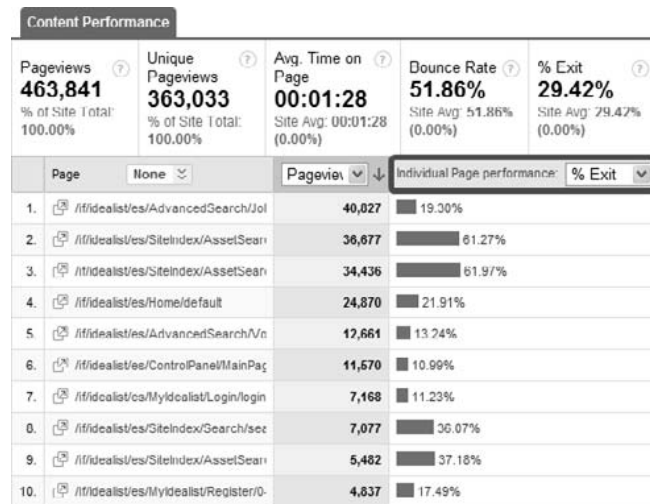 Content Performance
Pageviews ?
463,841
% of Site Total:
100.00%
Unique ?
Pageviews
363,033
% of Site Total:
100.00%
Avg. Time on ?
Page
00:01:28
Site Avg: 00:01:28
(0.00%)
Bounce Rate ?
51.86%
Site Avg: 51.86%
(0.00%)
% Exit ?
29.42%
Site Avg: 29.42%
(0.00%)
Page None Pageviev Individual Page performance: % Exit
1. /if/idealist/es/AdvancedSearch/Jol 40,827 19.30%
2. /if/idealist/es/SiteIndex/AssetSear 36,677 61.27%
3. /if/idealist/es/SiteIndex/AssetSear 34,436 61.97%
4. /if/idealist/es/Home/default 24,870 21.91%
5. /if/idealist/es/AdvancedSearch/Vo 12,661 13.24%
6. /if/idealist/es/ControlPanel/MainPag 11,570 10.99%
7. /if/idealist/es/MyIdealist/Login/login 7,168 11.23%
8. /if/idealist/es/SiteIndex/Search/sea 7,077 36.07%
9. /if/idealist/es/SiteIndex/AssetSear 5,482 37.18%
10. /if/idealist/es/MyIdealist/Register/0- 4,837 17.49%